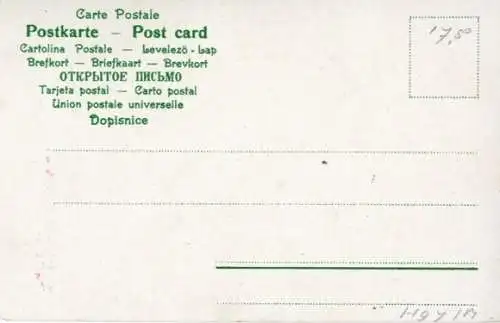 Carte Postale
Postkarte – Post card
Cartolina Postale – Levelező-Lap
Brefkort – Briefkaart – Brevkort
ОТКРЫТОЕ ПИСЬМО
Tarjeta postal – Carto postal
Union postale universelle
Dopisnice
17,50